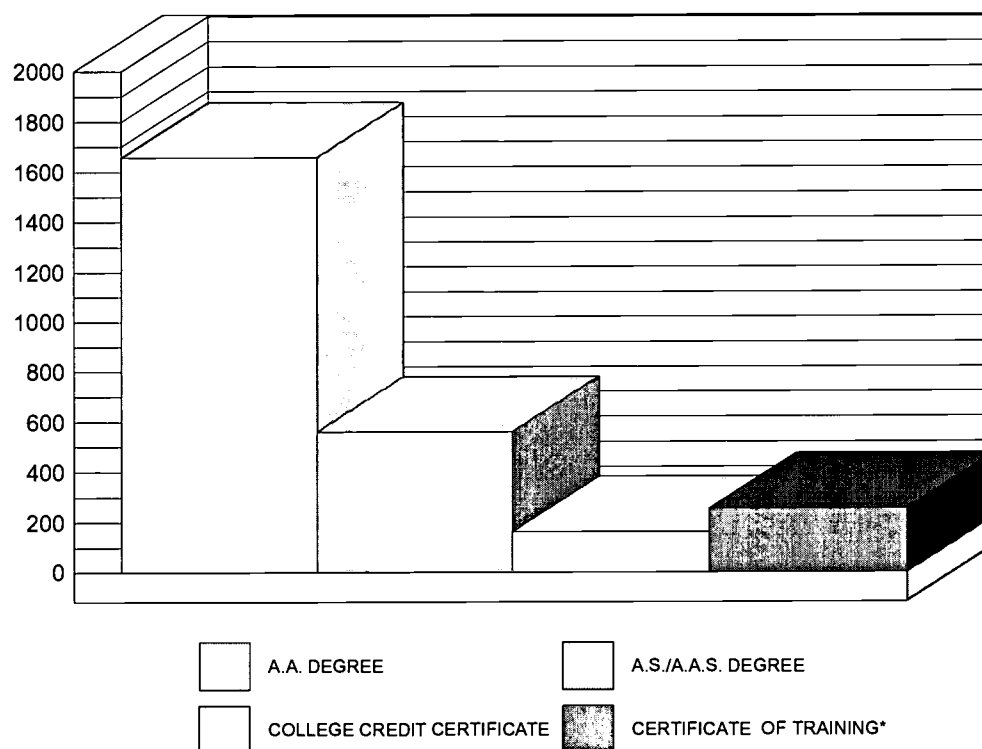 2000
1800
1600
1400
1200
1000
800
600
400
200
0
A.A. DEGREE
A.S./A.A.S. DEGREE
COLLEGE CREDIT CERTIFICATE
CERTIFICATE OF TRAINING*